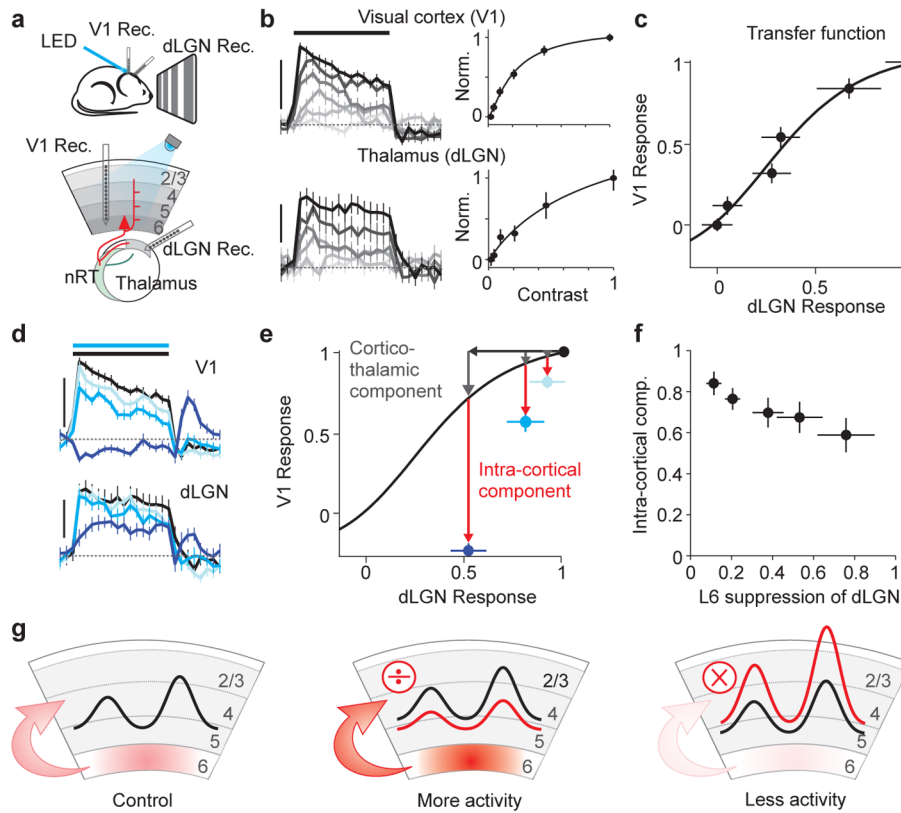 a
V1 Rec.
LED
dLGN Rec.
V1 Rec.
2/3
4
5
6
dLGN Rec.
nRT
Thalamus
b
Visual cortex (V1)
Norm.
1
0
0
1
Thalamus (dLGN)
Norm.
1
0
0
1
Contrast
c
Transfer function
V1 Response
1
0.5
0
0
0.5
dLGN Response
d
V1
dLGN
e
Cortico-
thalamic
component
Intra-cortical
component
V1 Response
1
0.5
0
0
0.5
1
dLGN Response
f
Intra-cortical comp.
1
0.8
0.6
0.4
0.2
0
0
0.2
0.4
0.6
0.8
1
L6 suppression of dLGN
g
2/3
4
5
6
Control
÷
2/3
4
5
6
More activity
×
2/3
4
5
6
Less activity